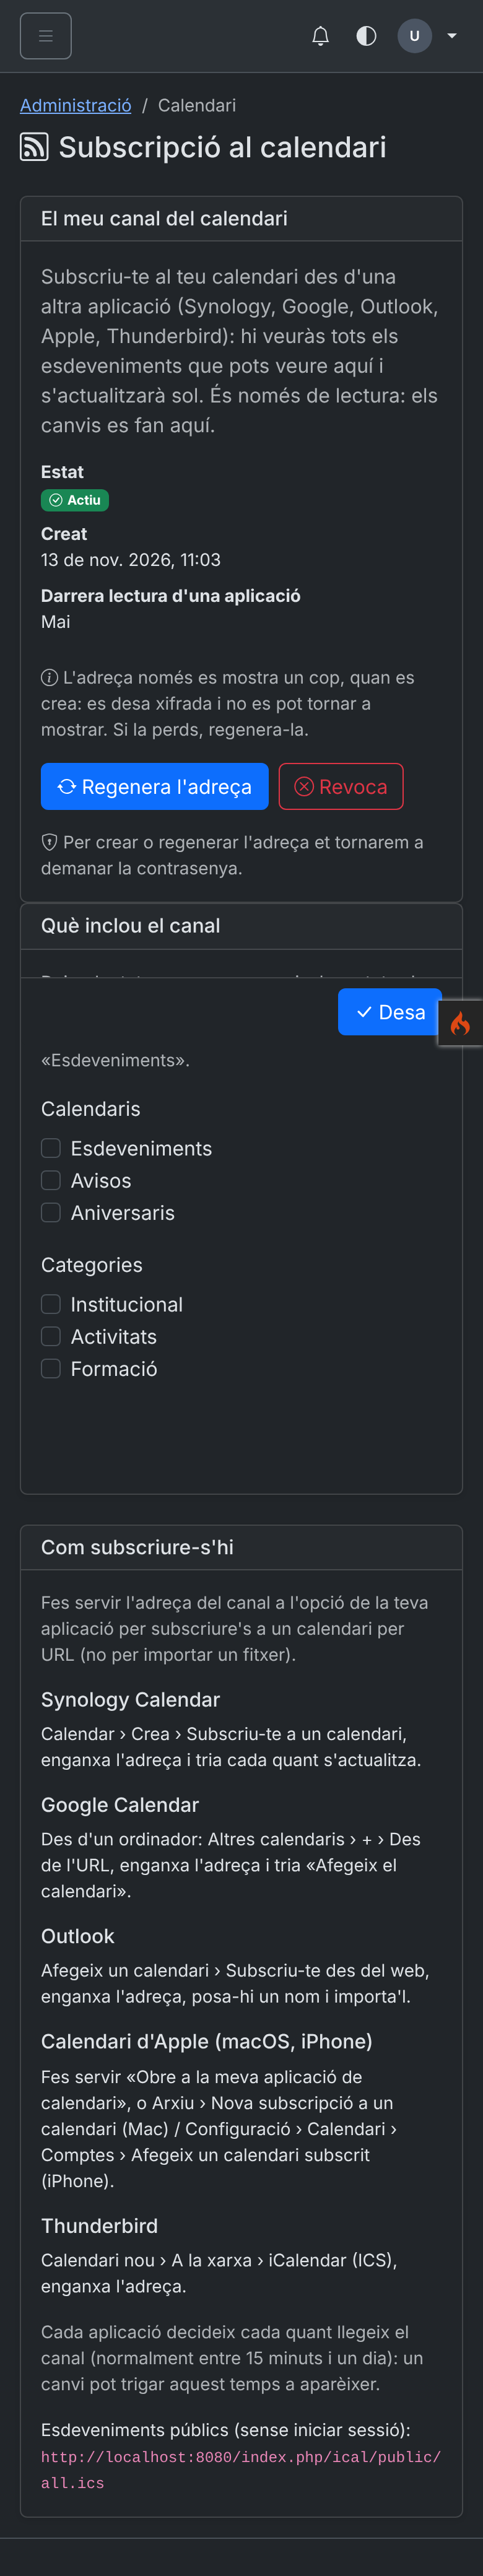 U
Administració / Calendari
Subscripció al calendari
El meu canal del calendari
Subscriu-te al teu calendari des d'una
altra aplicació (Synology, Google, Outlook,
Apple, Thunderbird): hi veuràs tots els
esdeveniments que pots veure aquí i
s'actualitzarà sol. És només de lectura: els
canvis es fan aquí.
Estat
Actiu
Creat
13 de nov. 2026, 11:03
Darrera lectura d'una aplicació
Mai
L'adreça només es mostra un cop, quan es
crea: es desa xifrada i no es pot tornar a
mostrar. Si la perds, regenera-la.
Regenera l'adreça
Revoca
Per crear o regenerar l'adreça et tornarem a
demanar la contrasenya.
Què inclou el canal
Desa
«Esdeveniments».
Calendaris
Esdeveniments
Avisos
Aniversaris
Categories
Institucional
Activitats
Formació
Com subscriure-s'hi
Fes servir l'adreça del canal a l'opció de la teva
aplicació per subscriure's a un calendari per
URL (no per importar un fitxer).
Synology Calendar
Calendar › Crea › Subscriu-te a un calendari,
enganxa l'adreça i tria cada quant s'actualitza.
Google Calendar
Des d'un ordinador: Altres calendaris › + › Des
de l'URL, enganxa l'adreça i tria «Afegeix el
calendari».
Outlook
Afegeix un calendari › Subscriu-te des del web,
enganxa l'adreça, posa-hi un nom i importa'l.
Calendari d'Apple (macOS, iPhone)
Fes servir «Obre a la meva aplicació de
calendari», o Arxiu › Nova subscripció a un
calendari (Mac) / Configuració › Calendari ›
Comptes › Afegeix un calendari subscrit
(iPhone).
Thunderbird
Calendari nou › A la xarxa › iCalendar (ICS),
enganxa l'adreça.
Cada aplicació decideix cada quant llegeix el
canal (normalment entre 15 minuts i un dia): un
canvi pot trigar aquest temps a aparèixer.
Esdeveniments públics (sense iniciar sessió):
http://localhost:8080/index.php/ical/public/
all.ics